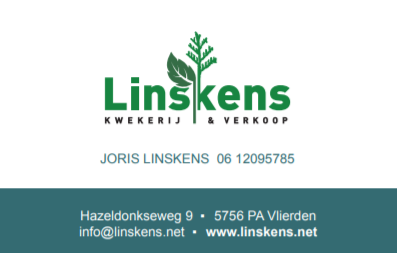 Linskens
KWEKERIJ & VERKOOP
JORIS LINSKENS 06 12095785
Hazeldonkseweg 9 ▪ 5756 PA Vlierden
info@linskens.net ▪ www.linskens.net